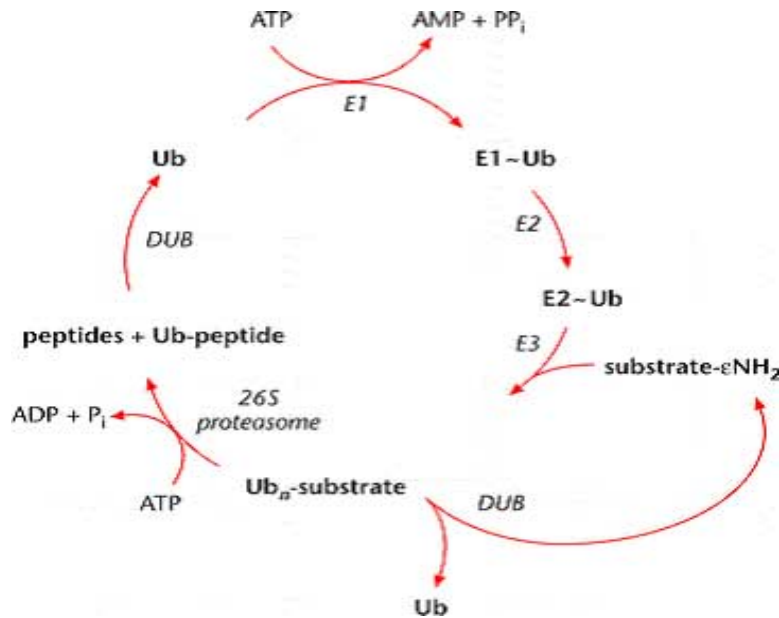 ATP
AMP + PPi
E1
Ub
E1~Ub
DUB
E2
E2~Ub
peptides + Ub-peptide
E3
substrate-εNH2
ADP + Pi
26S
proteasome
ATP
Ubn-substrate
DUB
Ub